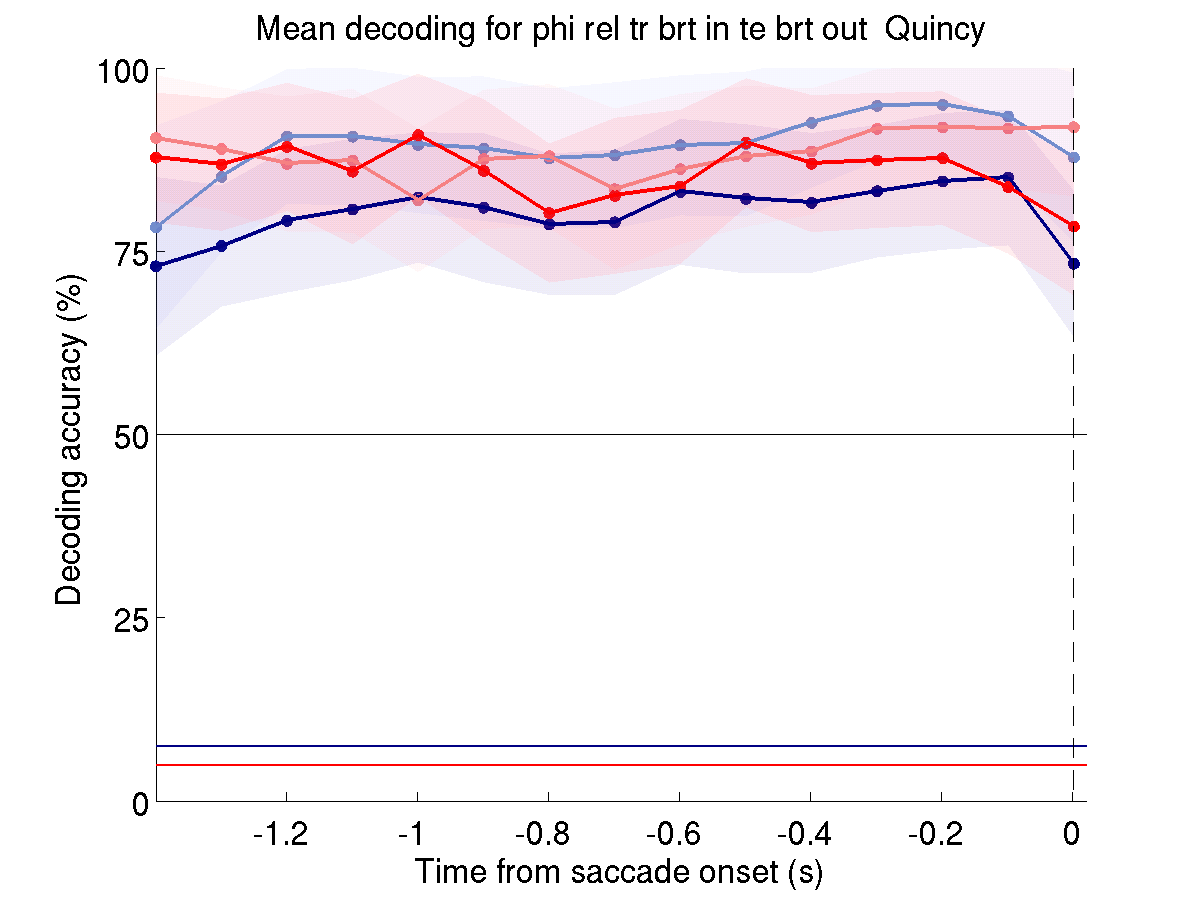 Mean decoding for phi rel tr brt in te brt out  Quincy
100
75
50
25
0
Decoding accuracy (%)
-1.2 -1 -0.8 -0.6 -0.4 -0.2 0
Time from saccade onset (s)